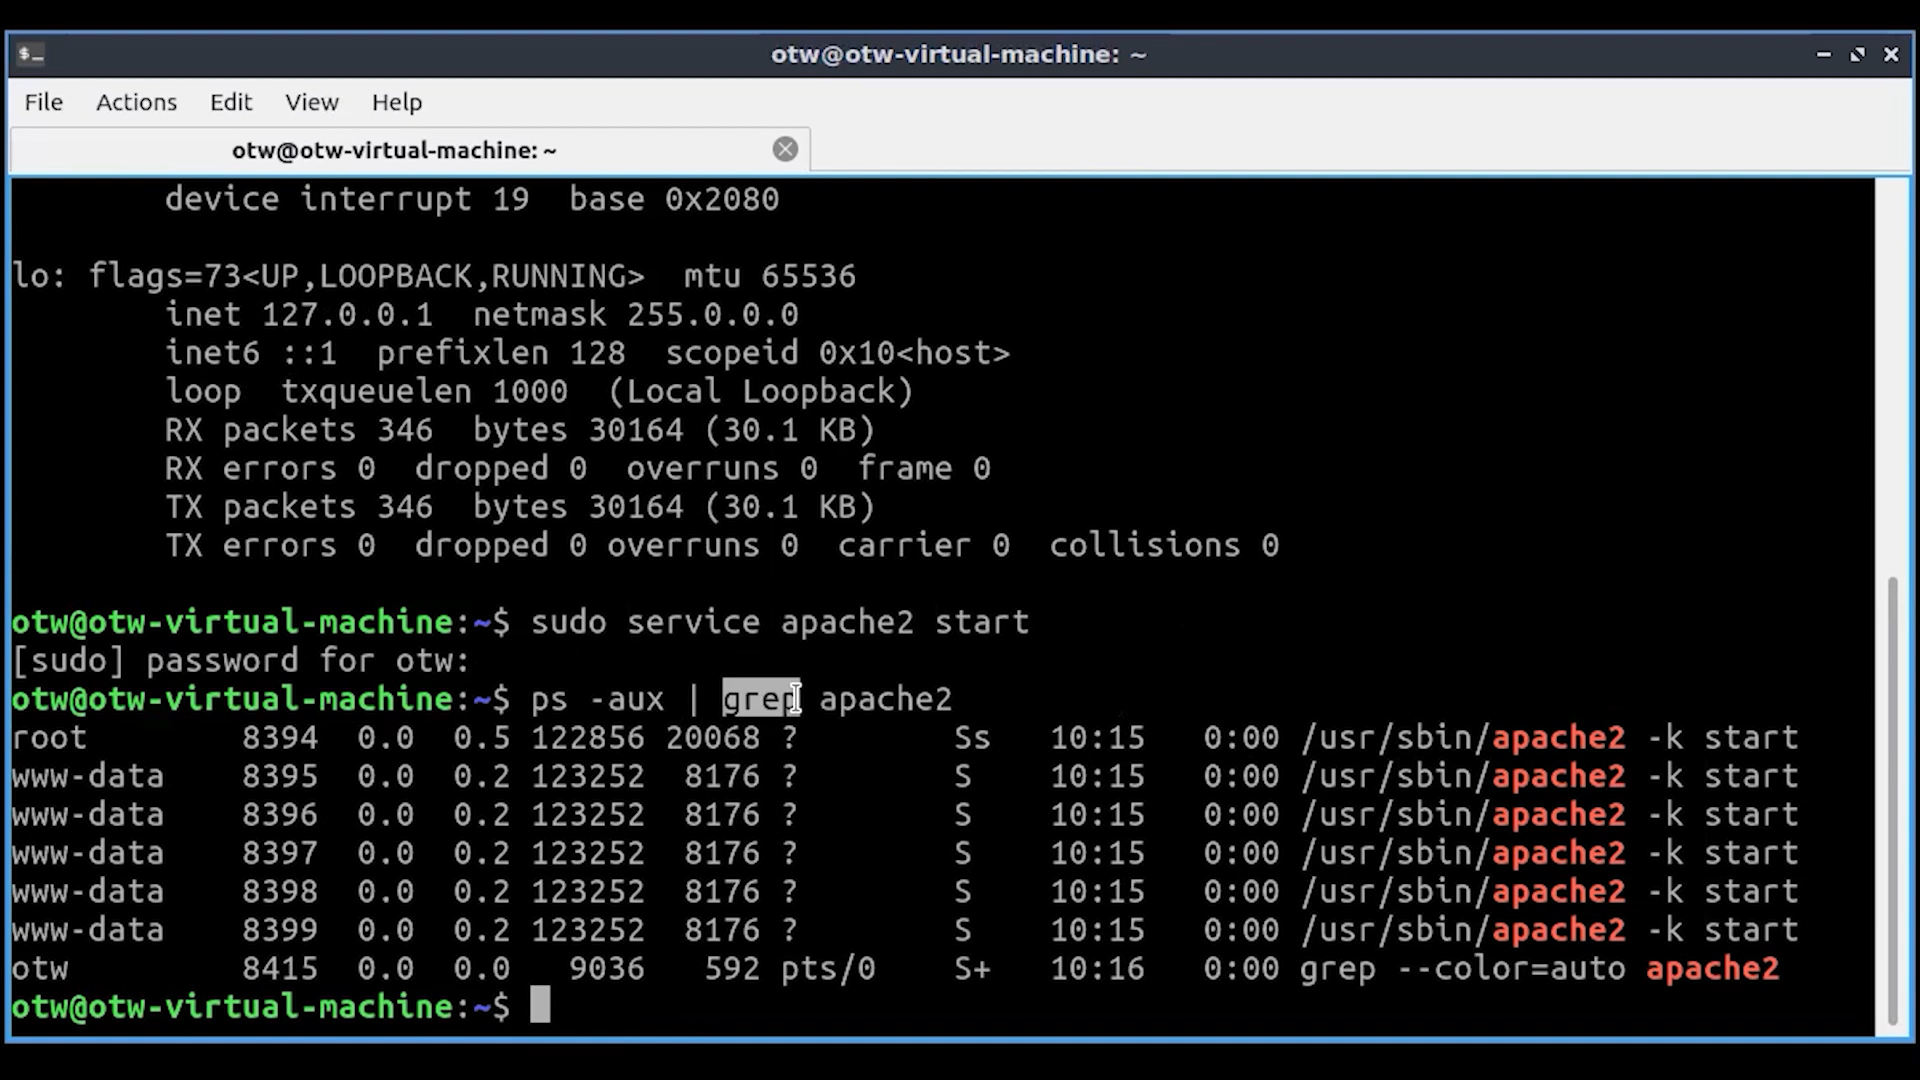 $_
otw@otw-virtual-machine: ~
File Actions Edit View Help
otw@otw-virtual-machine: ~
device interrupt 19  base 0x2080
lo: flags=73<UP,LOOPBACK,RUNNING>  mtu 65536
inet 127.0.0.1  netmask 255.0.0.0
inet6 ::1  prefixlen 128  scopeid 0x10<host>
loop  txqueuelen 1000  (Local Loopback)
RX packets 346  bytes 30164 (30.1 KB)
RX errors 0  dropped 0  overruns 0  frame 0
TX packets 346  bytes 30164 (30.1 KB)
TX errors 0  dropped 0 overruns 0  carrier 0  collisions 0
otw@otw-virtual-machine:~$ sudo service apache2 start
[sudo] password for otw:
otw@otw-virtual-machine:~$ ps -aux | grep apache2
root 8394 0.0 0.5 122856 20068 ? Ss 10:15 0:00 /usr/sbin/apache2 -k start
www-data 8395 0.0 0.2 123252 8176 ? S 10:15 0:00 /usr/sbin/apache2 -k start
www-data 8396 0.0 0.2 123252 8176 ? S 10:15 0:00 /usr/sbin/apache2 -k start
www-data 8397 0.0 0.2 123252 8176 ? S 10:15 0:00 /usr/sbin/apache2 -k start
www-data 8398 0.0 0.2 123252 8176 ? S 10:15 0:00 /usr/sbin/apache2 -k start
www-data 8399 0.0 0.2 123252 8176 ? S 10:15 0:00 /usr/sbin/apache2 -k start
otw 8415 0.0 0.0 9036 592 pts/0 S+ 10:16 0:00 grep --color=auto apache2
otw@otw-virtual-machine:~$